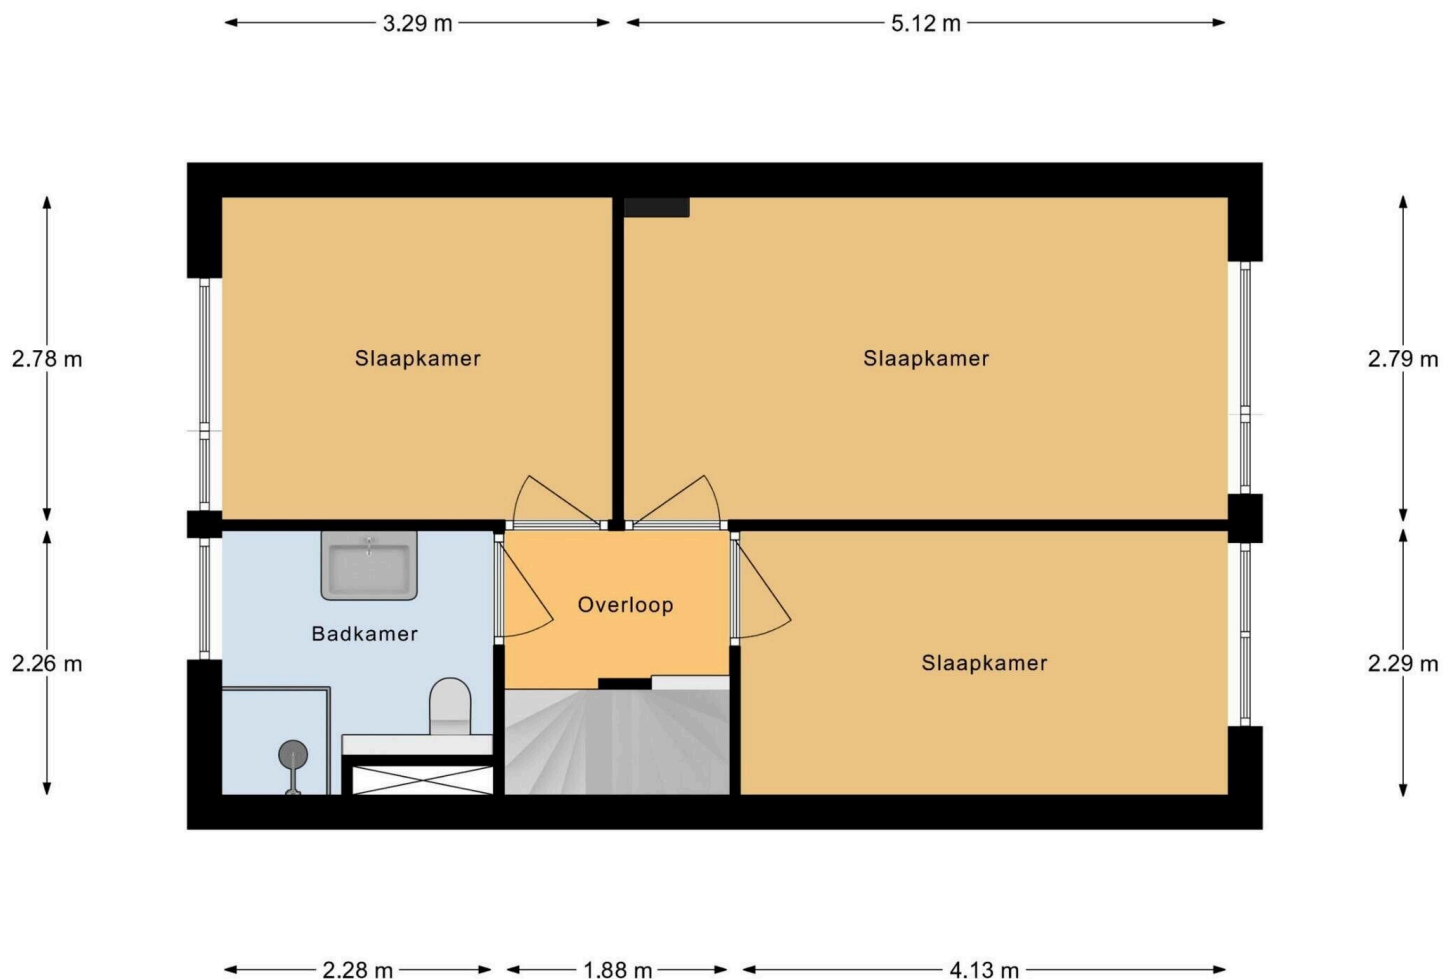 3.29 m
5.12 m
2.78 m
Slaapkamer
Slaapkamer
2.79 m
Overloop
Badkamer
2.26 m
Slaapkamer
2.29 m
2.28 m
1.88 m
4.13 m